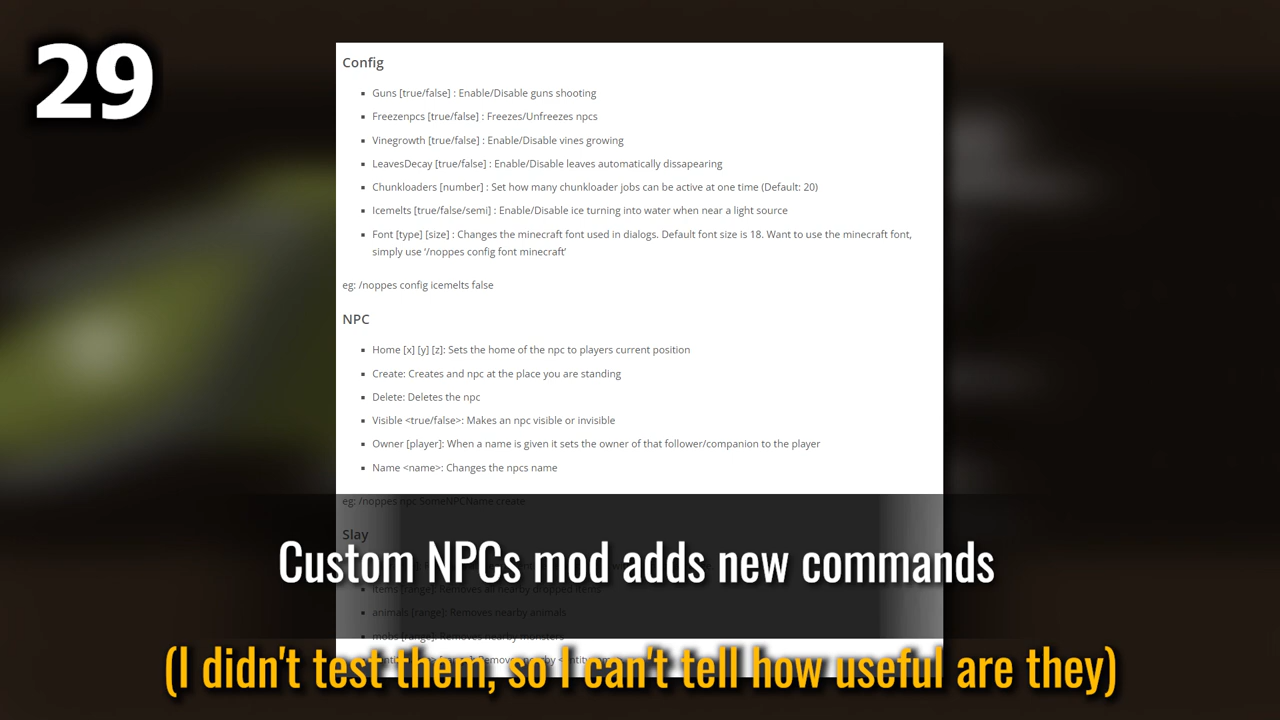 29
Config
Guns [true/false] : Enable/Disable guns shooting
Freezenpcs [true/false] : Freezes/Unfreezes npcs
Vinegrowth [true/false] : Enable/Disable vines growing
LeavesDecay [true/false] : Enable/Disable leaves automatically dissapearing
Chunkloaders [number] : Set how many chunkloader jobs can be active at one time (Default: 20)
Icemelts [true/false/semi] : Enable/Disable ice turning into water when near a light source
Font [type] [size] : Changes the minecraft font used in dialogs. Default font size is 18. Want to use the minecraft font,
simply use ‘/noppes config font minecraft’
eg: /noppes config icemelts false
NPC
Home [x] [y] [z]: Sets the home of the npc to players current position
Create: Creates and npc at the place you are standing
Delete: Deletes the npc
Visible <true/false>: Makes an npc visible or invisible
Owner [player]: When a name is given it sets the owner of that follower/companion to the player
Name <name>: Changes the npcs name
eg: /noppes npc SomeNPCName create
Slay
Custom NPCs mod adds new commands
items [range]: Removes all nearby dropped items
animals [range]: Removes nearby animals
mobs [range]: Removes nearby monsters
(I didn't test them, so I can't tell how useful are they)